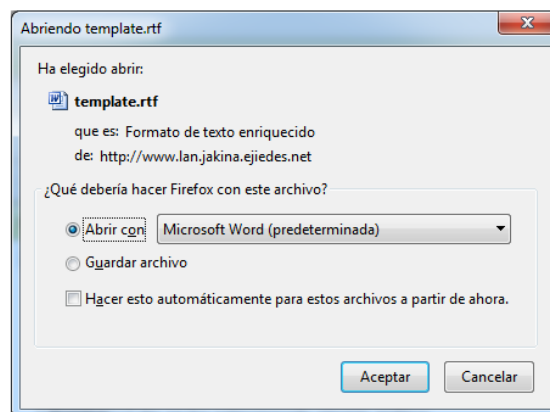 Abriendo template.rtf
Ha elegido abrir:
template.rtf
que es: Formato de texto enriquecido
de: http://www.lan.jakina.ejiedes.net
¿Qué debería hacer Firefox con este archivo?
Abrir con Microsoft Word (predeterminada)
Guardar archivo
Hacer esto automáticamente para estos archivos a partir de ahora.
Aceptar Cancelar